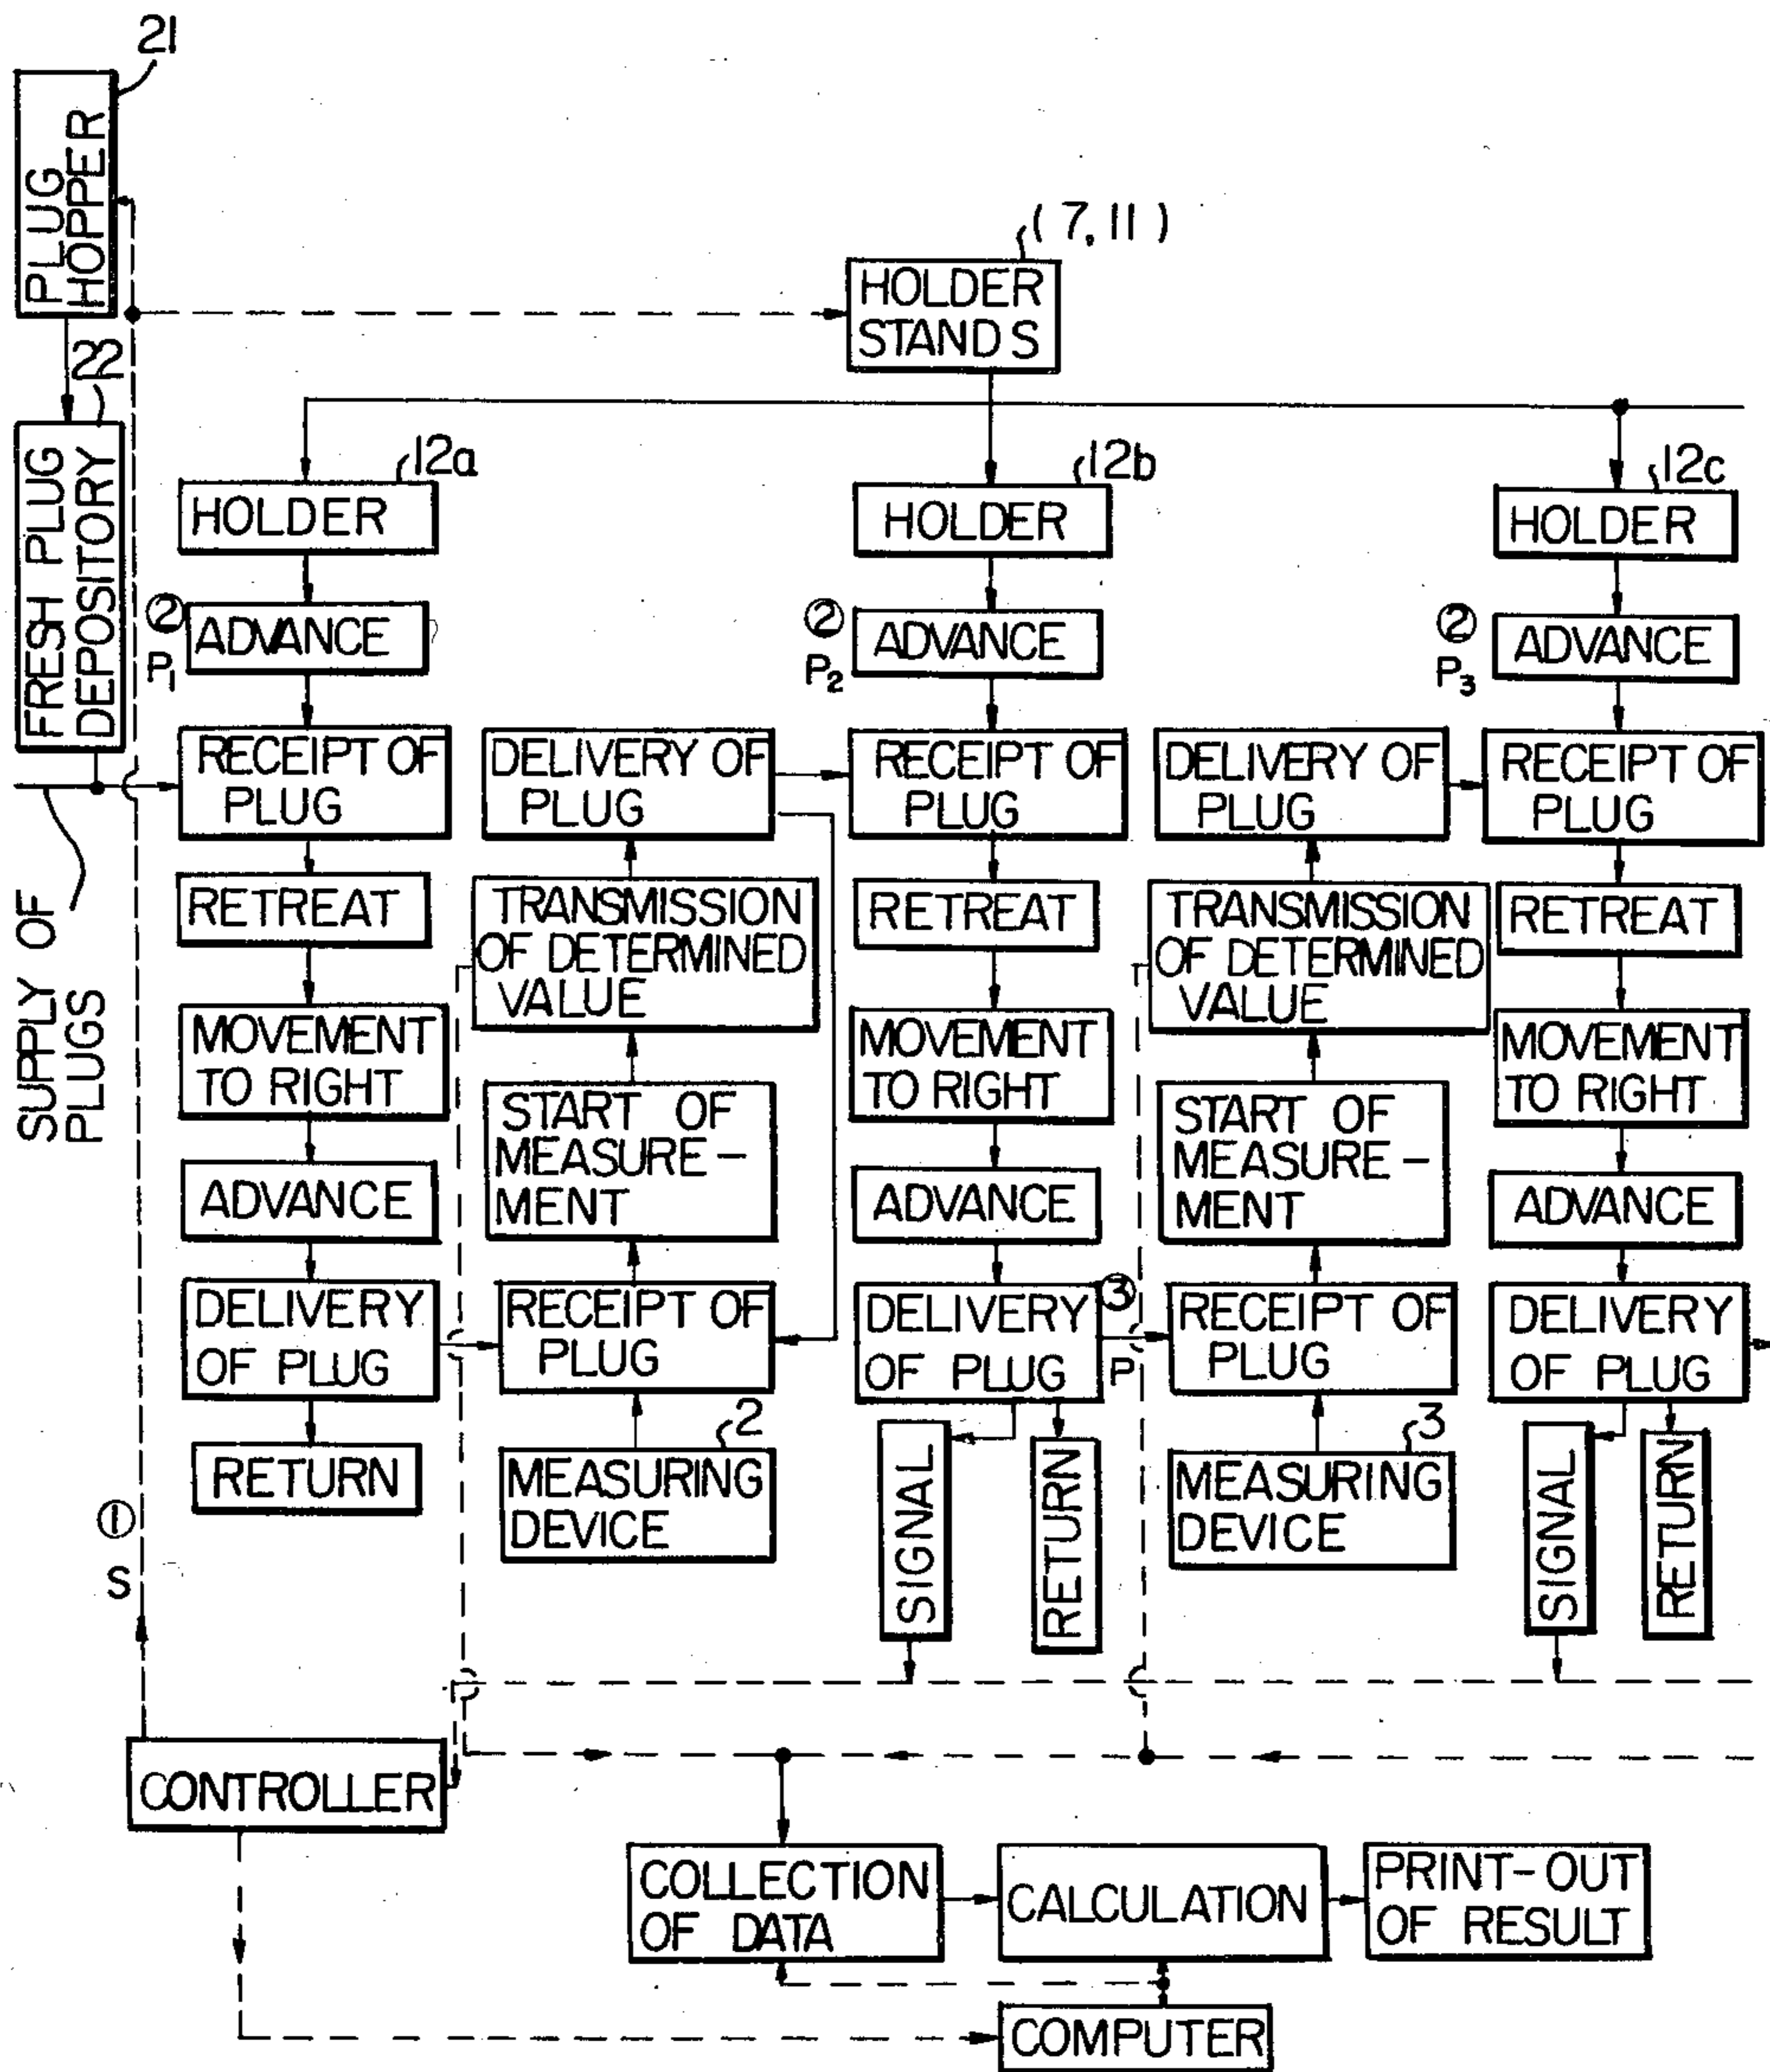 21
PLUG
HOPPER
22
FRESH PLUG
DEPOSITORY
SUPPLY OF
PLUGS
(7,11)
HOLDER
STANDS
12a
HOLDER
②
P1
ADVANCE
RECEIPT OF
PLUG
RETREAT
MOVEMENT
TO RIGHT
ADVANCE
DELIVERY
OF PLUG
RETURN
DELIVERY OF
PLUG
TRANSMISSION
OF DETERMINED
VALUE
START OF
MEASURE-
MENT
RECEIPT OF
PLUG
2
MEASURING
DEVICE
12b
HOLDER
②
P2
ADVANCE
RECEIPT OF
PLUG
RETREAT
MOVEMENT
TO RIGHT
ADVANCE
DELIVERY
OF PLUG
③
P
SIGNAL
RETURN
DELIVERY OF
PLUG
TRANSMISSION
OF DETERMINED
VALUE
START OF
MEASURE-
MENT
RECEIPT OF
PLUG
3
MEASURING
DEVICE
12c
HOLDER
②
P3
ADVANCE
RECEIPT OF
PLUG
RETREAT
MOVEMENT
TO RIGHT
ADVANCE
DELIVERY
OF PLUG
SIGNAL
RETURN
①
S
CONTROLLER
COLLECTION
OF DATA
CALCULATION
PRINT-OUT
OF RESULT
COMPUTER